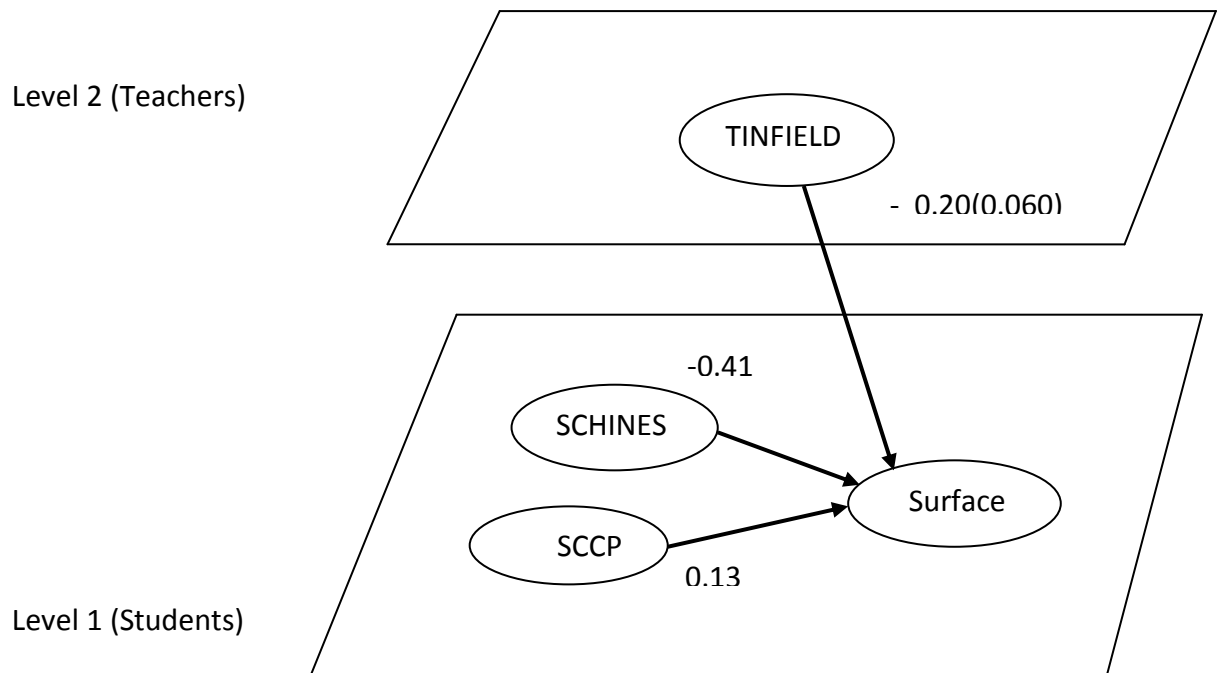 Level 2 (Teachers)
TINFIELD
- 0.20(0.060)
-0.41
SCHINES
Surface
SCCP
0.13
Level 1 (Students)